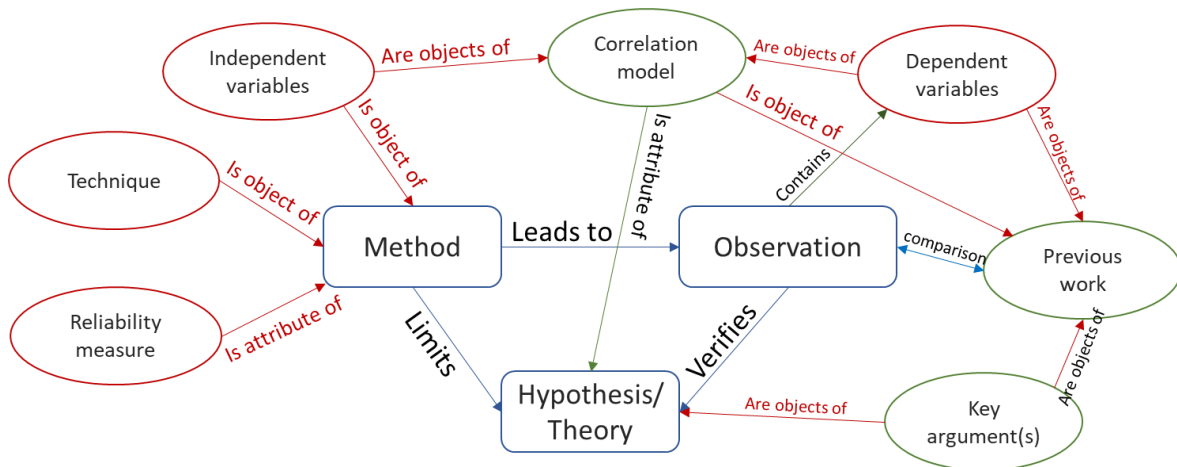 Independent
variables
Are objects of
Correlation
model
Are objects of
Dependent
variables
Is object of
Is object of
Are objects of
Technique
Is object of
Is attribute of
Contains
Method
Leads to
Observation
comparison
Previous
work
Reliability
measure
Is attribute of
Limits
Verifies
Are objects of
Hypothesis/
Theory
Are objects of
Key
argument(s)